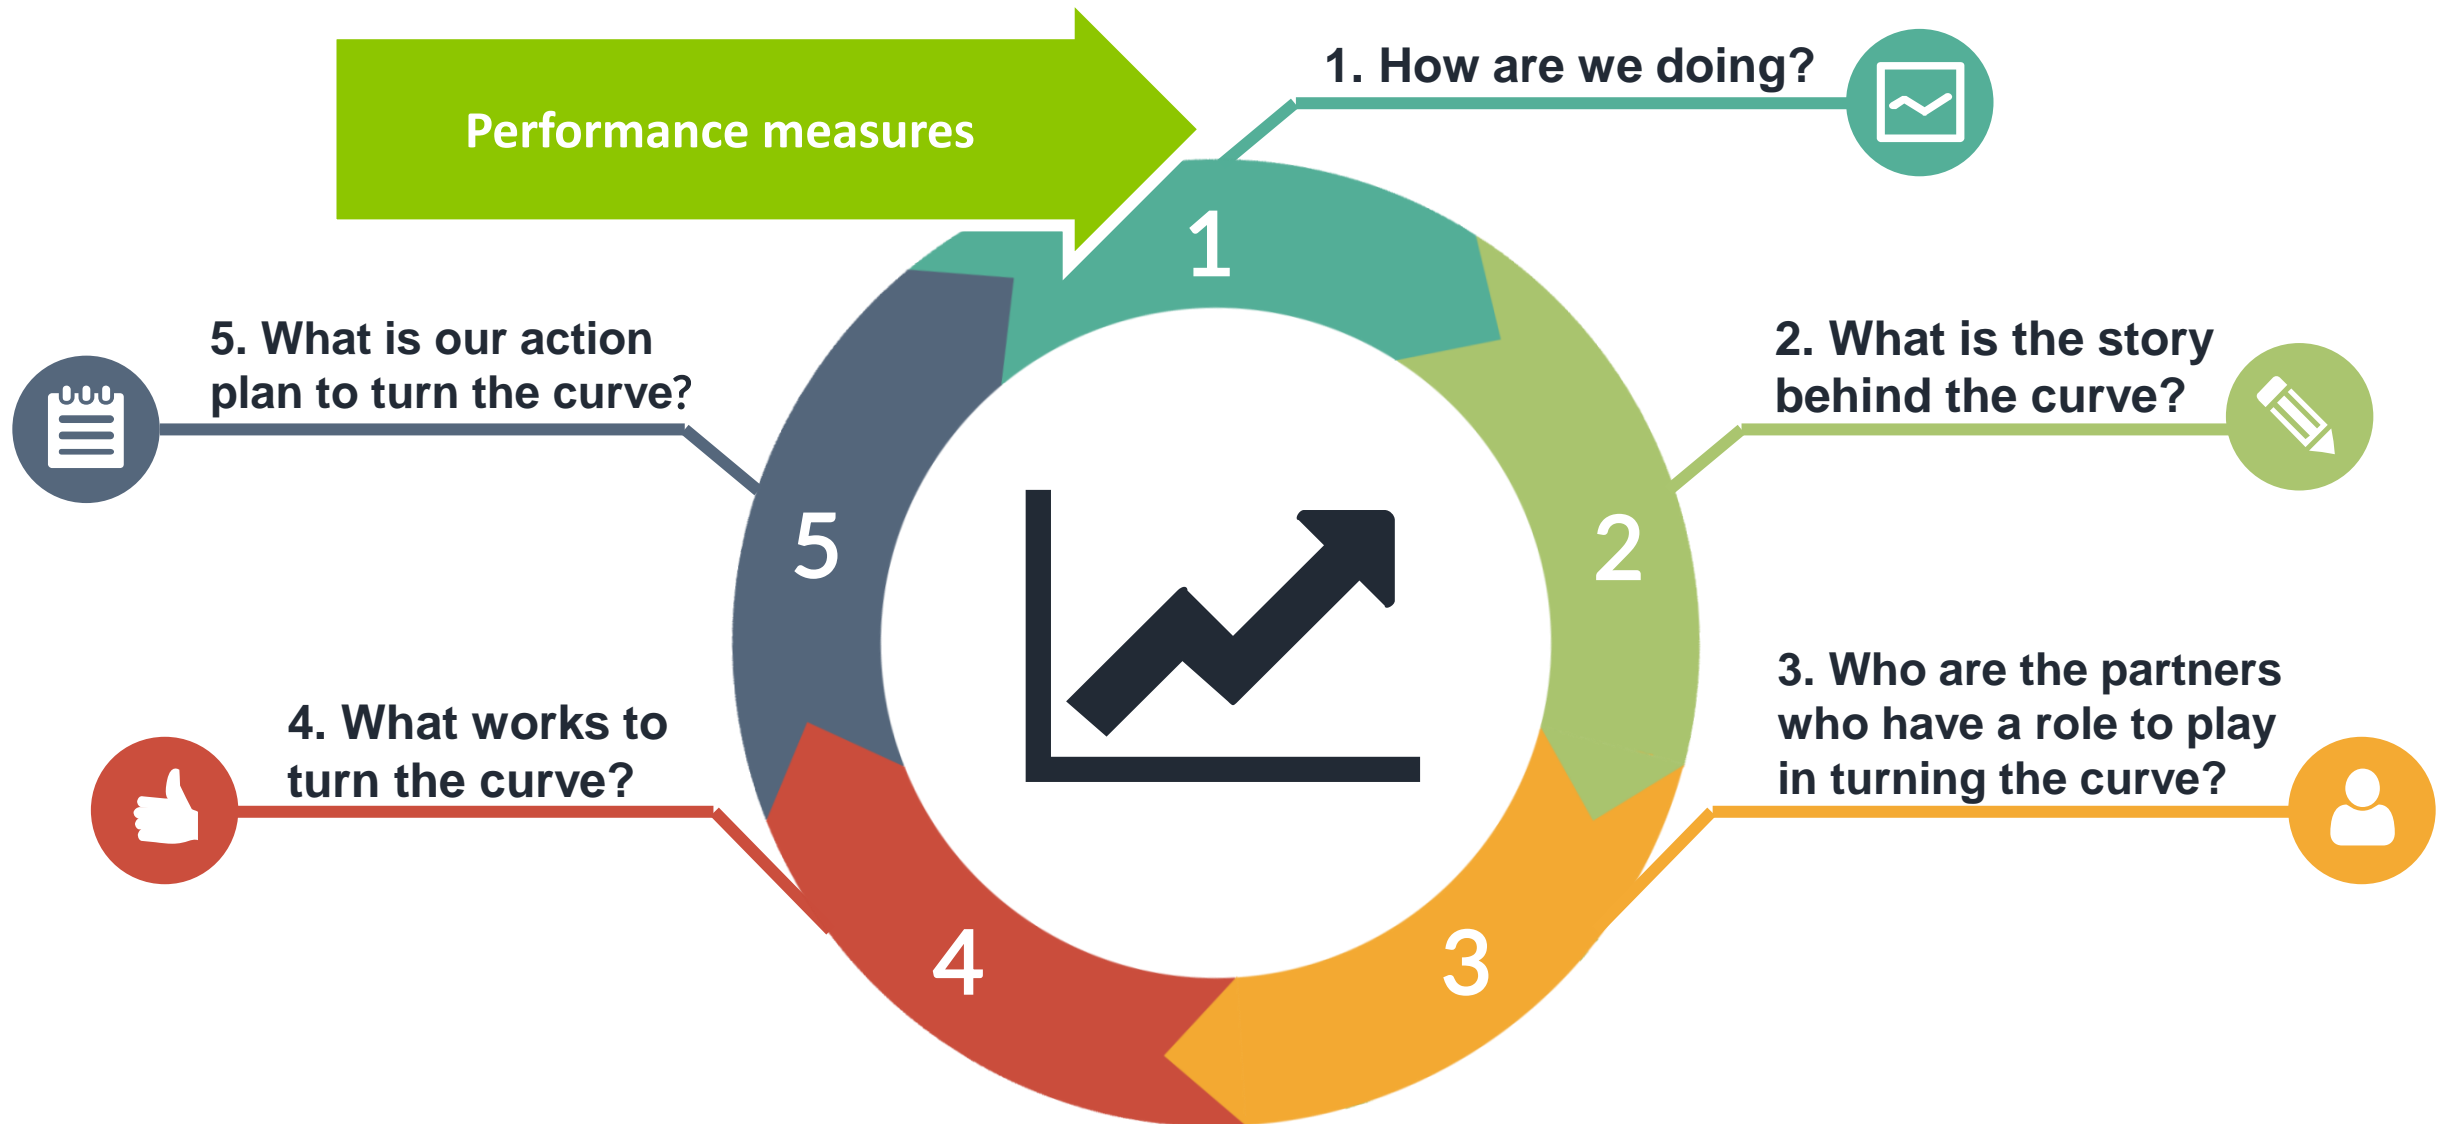 Performance measures
1. How are we doing?
1
2. What is the story
behind the curve?
2
3. Who are the partners
who have a role to play
in turning the curve?
3
4. What works to
turn the curve?
4
5. What is our action
plan to turn the curve?
5